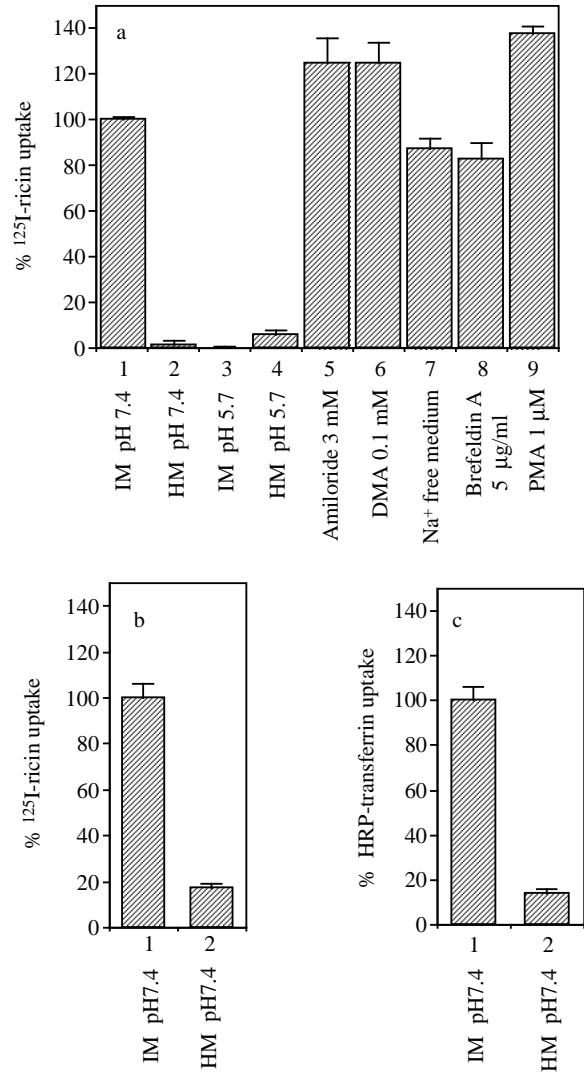 a
% ¹²⁵I-ricin uptake
140
120
100
80
60
40
20
0
1 2 3 4 5 6 7 8 9
IM pH 7.4
HM pH 7.4
IM pH 5.7
HM pH 5.7
Amiloride 3 mM
DMA 0.1 mM
Na⁺ free medium
Brefeldin A
5 µg/ml
PMA 1 µM
b
% ¹²⁵I-ricin uptake
140
120
100
80
60
40
20
0
1 2
IM pH7.4
HM pH7.4
c
% HRP-transferrin uptake
140
120
100
80
60
40
20
0
1 2
IM pH7.4
HM pH7.4